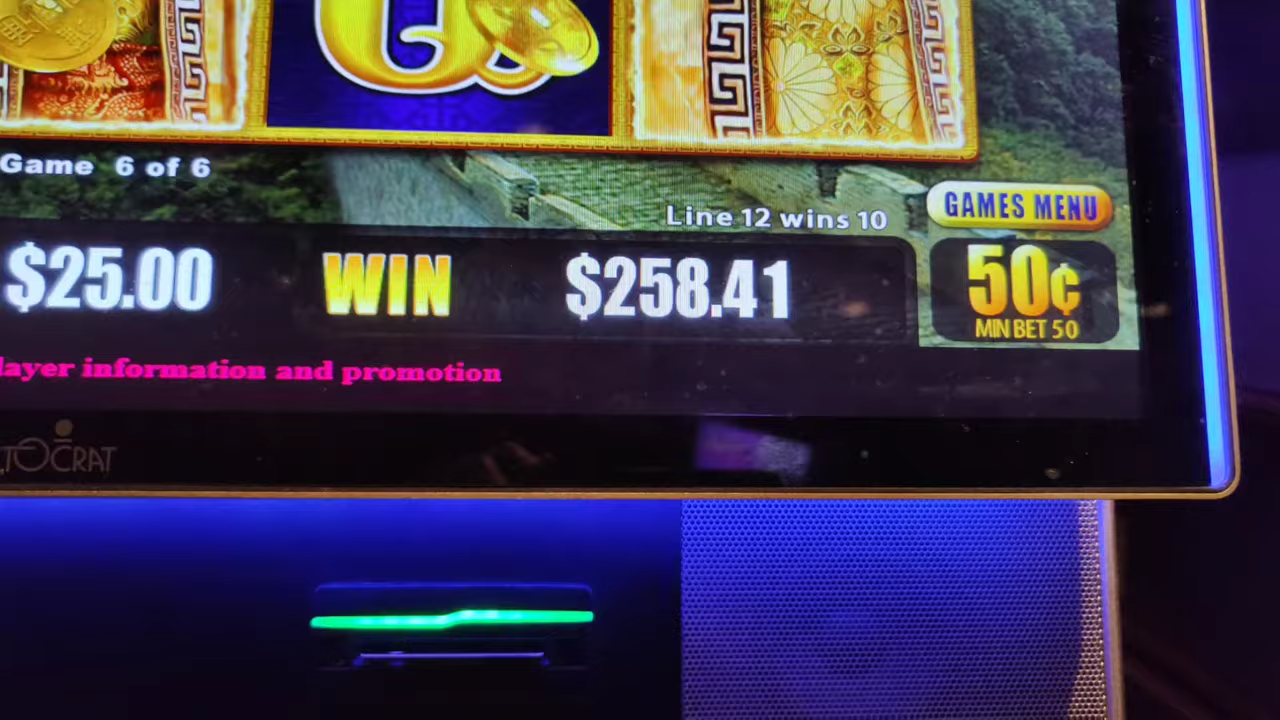 Game 6 of 6
Line 12 wins 10
GAMES MENU
$25.00 WIN $258.41
50¢
MIN BET 50
layer information and promotion
TOCRAT